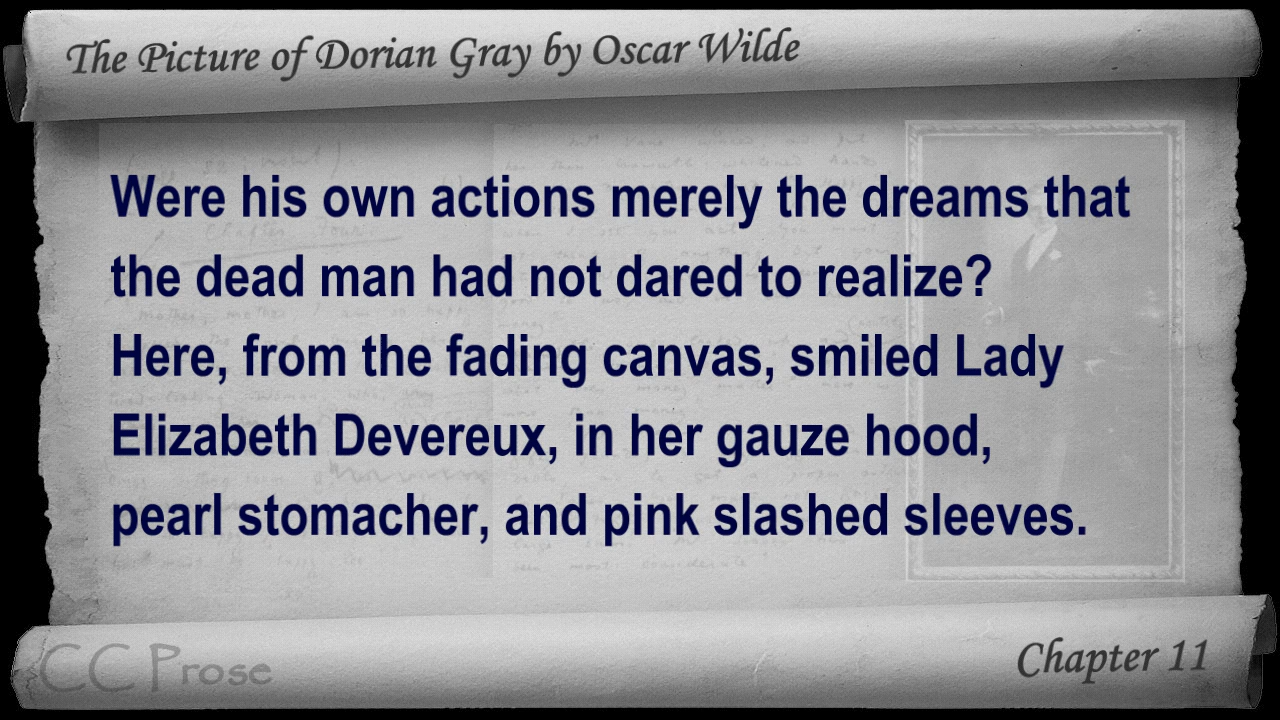 The Picture of Dorian Gray by Oscar Wilde
Were his own actions merely the dreams that
the dead man had not dared to realize?
Here, from the fading canvas, smiled Lady
Elizabeth Devereux, in her gauze hood,
pearl stomacher, and pink slashed sleeves.
CC Prose
Chapter 11